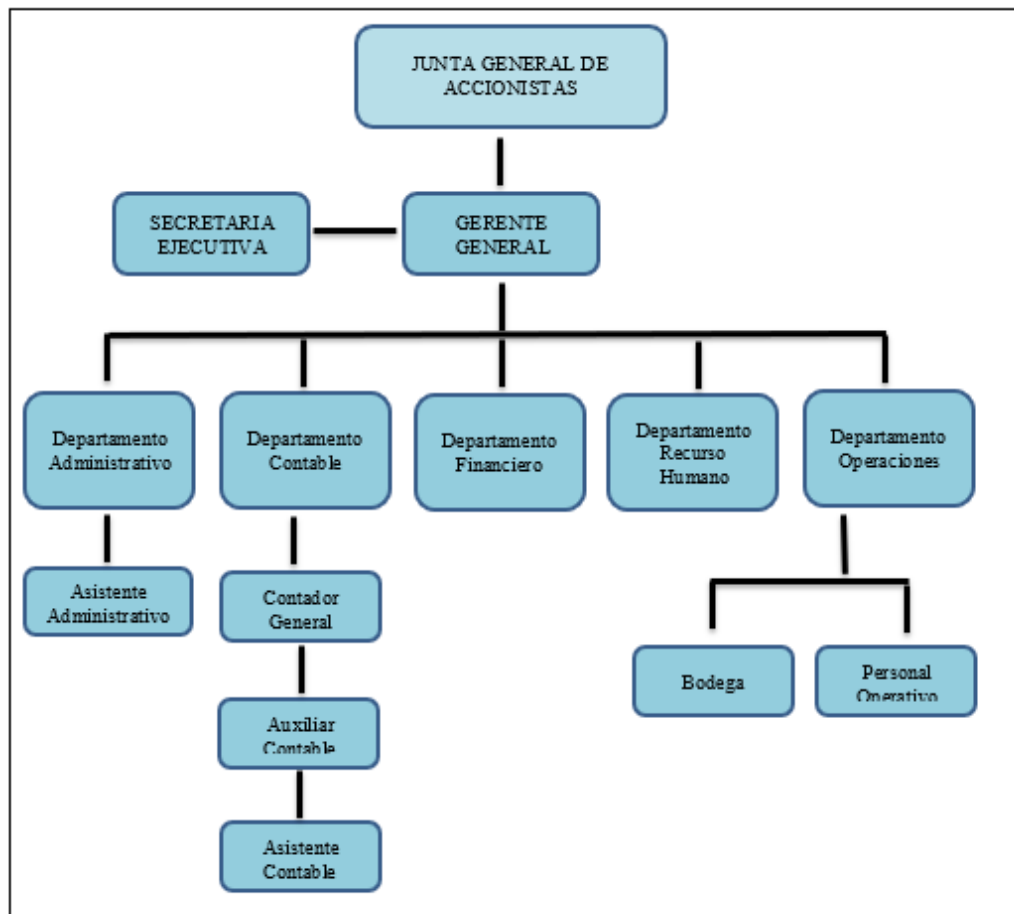 JUNTA GENERAL DE
ACCIONISTAS
SECRETARIA
EJECUTIVA
GERENTE
GENERAL
Departamento
Administrativo
Departamento
Contable
Departamento
Financiero
Departamento
Recurso
Humano
Departamento
Operaciones
Asistente
Administrativo
Contador
General
Auxiliar
Contable
Asistente
Contable
Bodega
Personal
Operativo